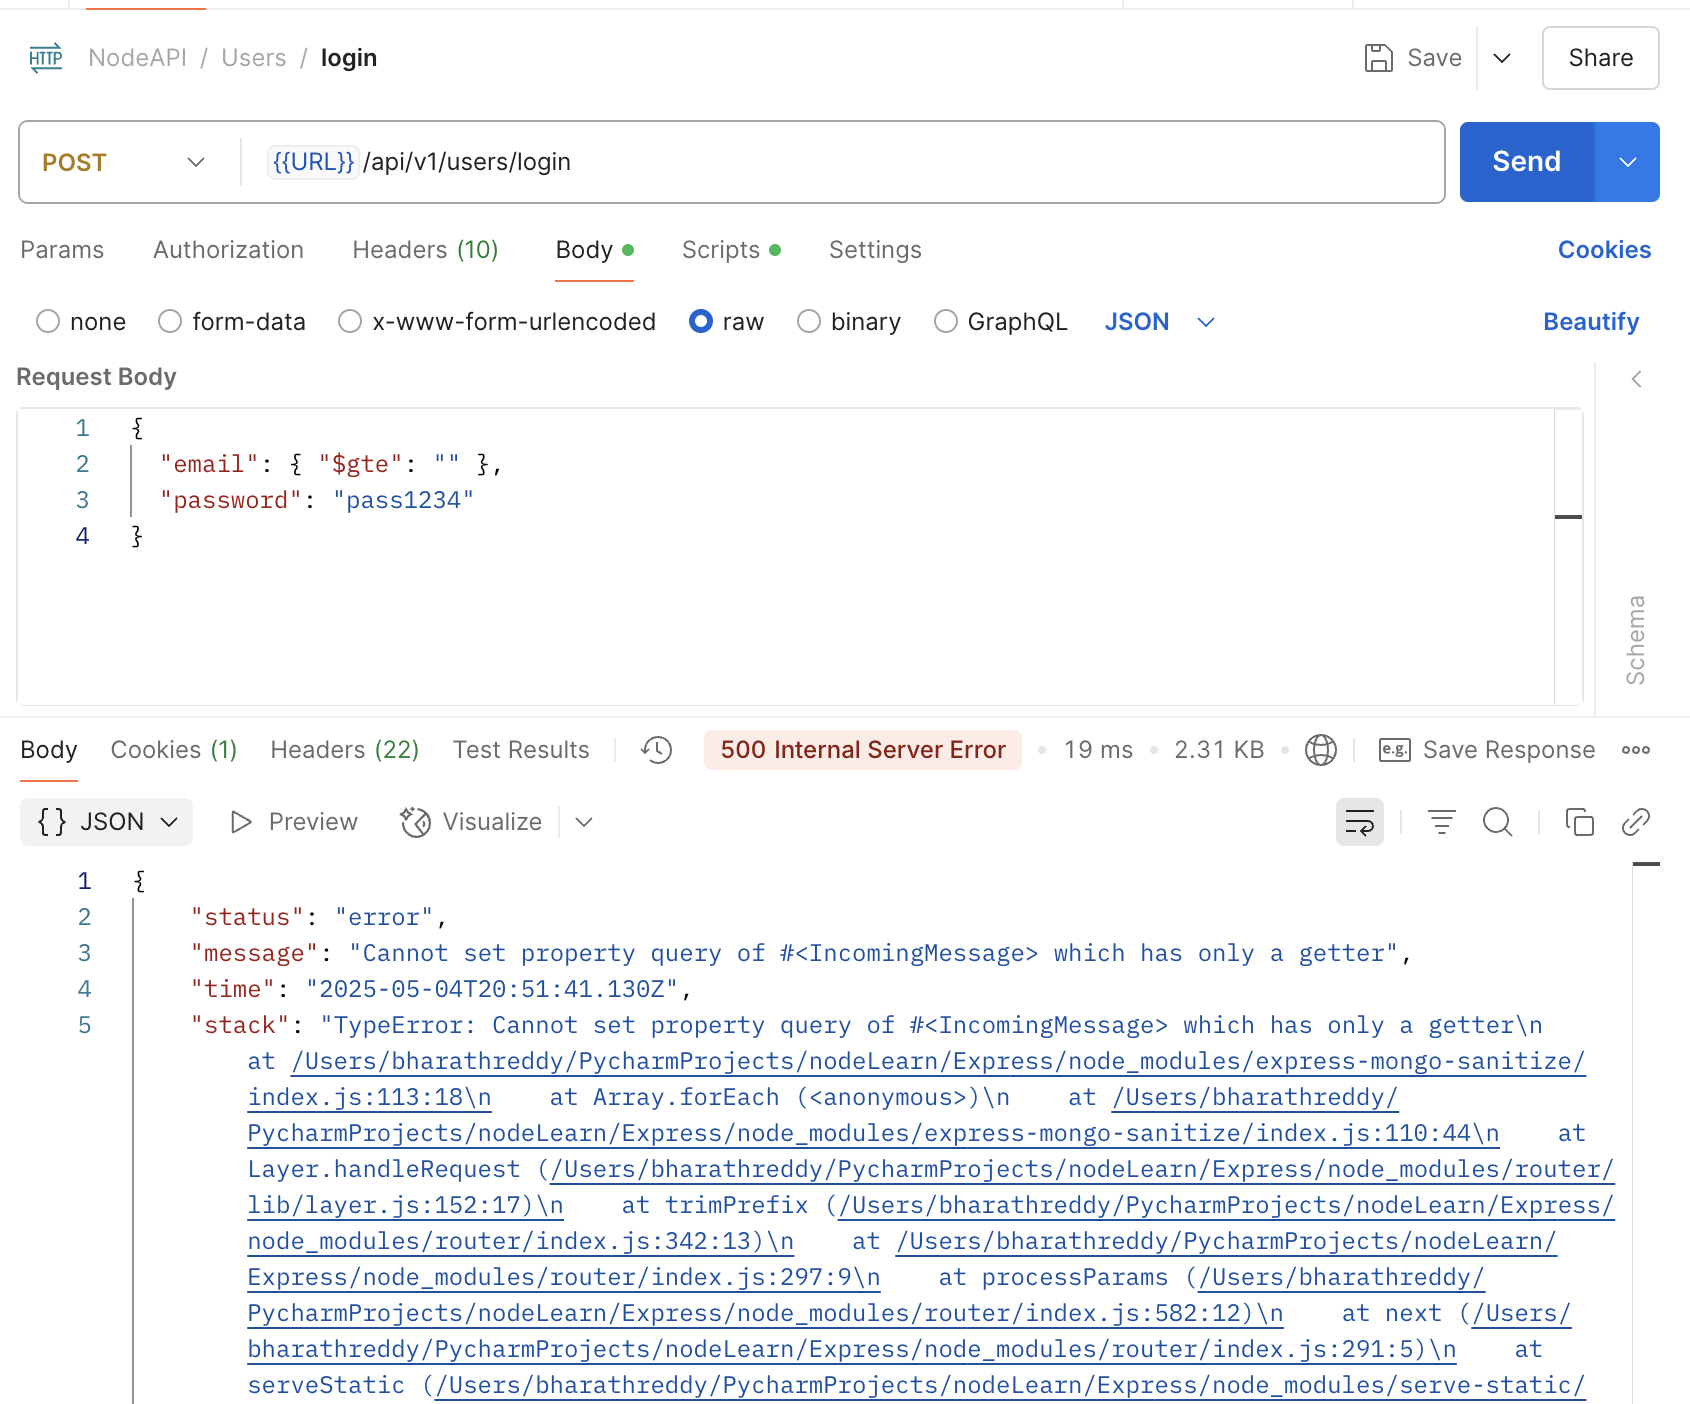 HTTP NodeAPI / Users / login Save Share
POST {{URL}} /api/v1/users/login Send
Params Authorization Headers (10) Body Scripts Settings Cookies
none form-data x-www-form-urlencoded raw binary GraphQL JSON Beautify
Request Body
1 {
2 "email": { "$gte": "" },
3 "password": "pass1234"
4 }
Schema
Body Cookies (1) Headers (22) Test Results 500 Internal Server Error • 19 ms • 2.31 KB • e.g. Save Response
{} JSON Preview Visualize
1 {
2 "status": "error",
3 "message": "Cannot set property query of #<IncomingMessage> which has only a getter",
4 "time": "2025-05-04T20:51:41.130Z",
5 "stack": "TypeError: Cannot set property query of #<IncomingMessage> which has only a getter\n
at /Users/bharathreddy/PycharmProjects/nodeLearn/Express/node_modules/express-mongo-sanitize/
index.js:113:18\n at Array.forEach (<anonymous>)\n at /Users/bharathreddy/
PycharmProjects/nodeLearn/Express/node_modules/express-mongo-sanitize/index.js:110:44\n at
Layer.handleRequest (/Users/bharathreddy/PycharmProjects/nodeLearn/Express/node_modules/router/
lib/layer.js:152:17)\n at trimPrefix (/Users/bharathreddy/PycharmProjects/nodeLearn/Express/
node_modules/router/index.js:342:13)\n at /Users/bharathreddy/PycharmProjects/nodeLearn/
Express/node_modules/router/index.js:297:9\n at processParams (/Users/bharathreddy/
PycharmProjects/nodeLearn/Express/node_modules/router/index.js:582:12)\n at next (/Users/
bharathreddy/PycharmProjects/nodeLearn/Express/node_modules/router/index.js:291:5)\n at
serveStatic (/Users/bharathreddy/PycharmProjects/nodeLearn/Express/node_modules/serve-static/